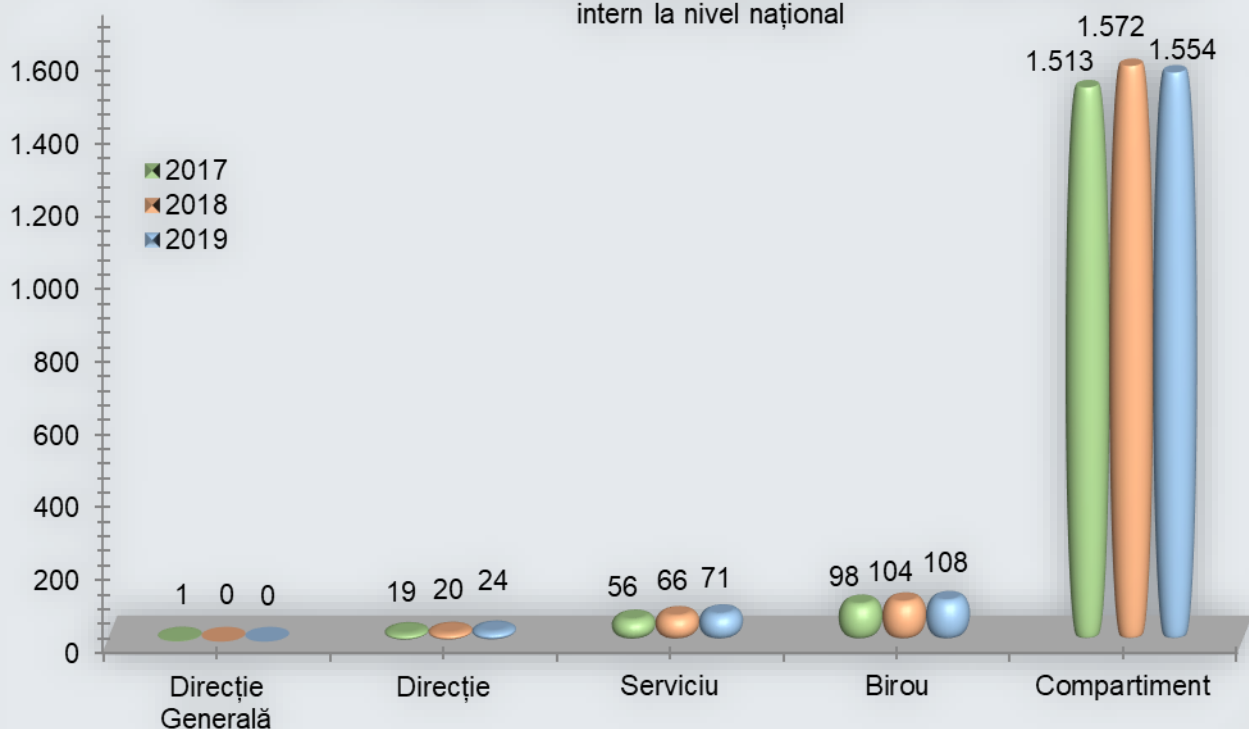 intern la nivel național
1.600
1.400
1.200
1.000
800
600
400
200
0
2017
2018
2019
1 0 0
19 20 24
56 66 71
98 104 108
1.513 1.572 1.554
Direcție
Generală
Direcție
Serviciu
Birou
Compartiment